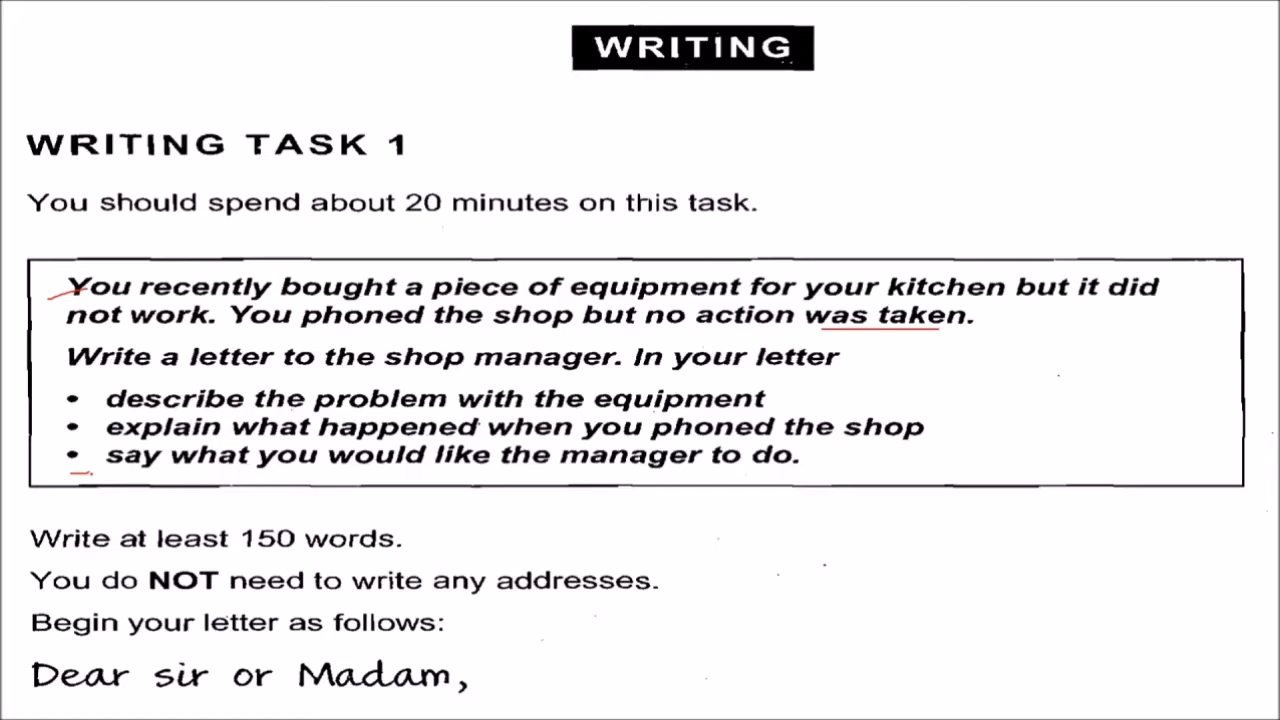 WRITING
WRITING TASK 1
You should spend about 20 minutes on this task.
You recently bought a piece of equipment for your kitchen but it did
not work. You phoned the shop but no action was taken.
Write a letter to the shop manager. In your letter
• describe the problem with the equipment
• explain what happened when you phoned the shop
• say what you would like the manager to do.
Write at least 150 words.
You do NOT need to write any addresses.
Begin your letter as follows:
Dear sir or Madam,